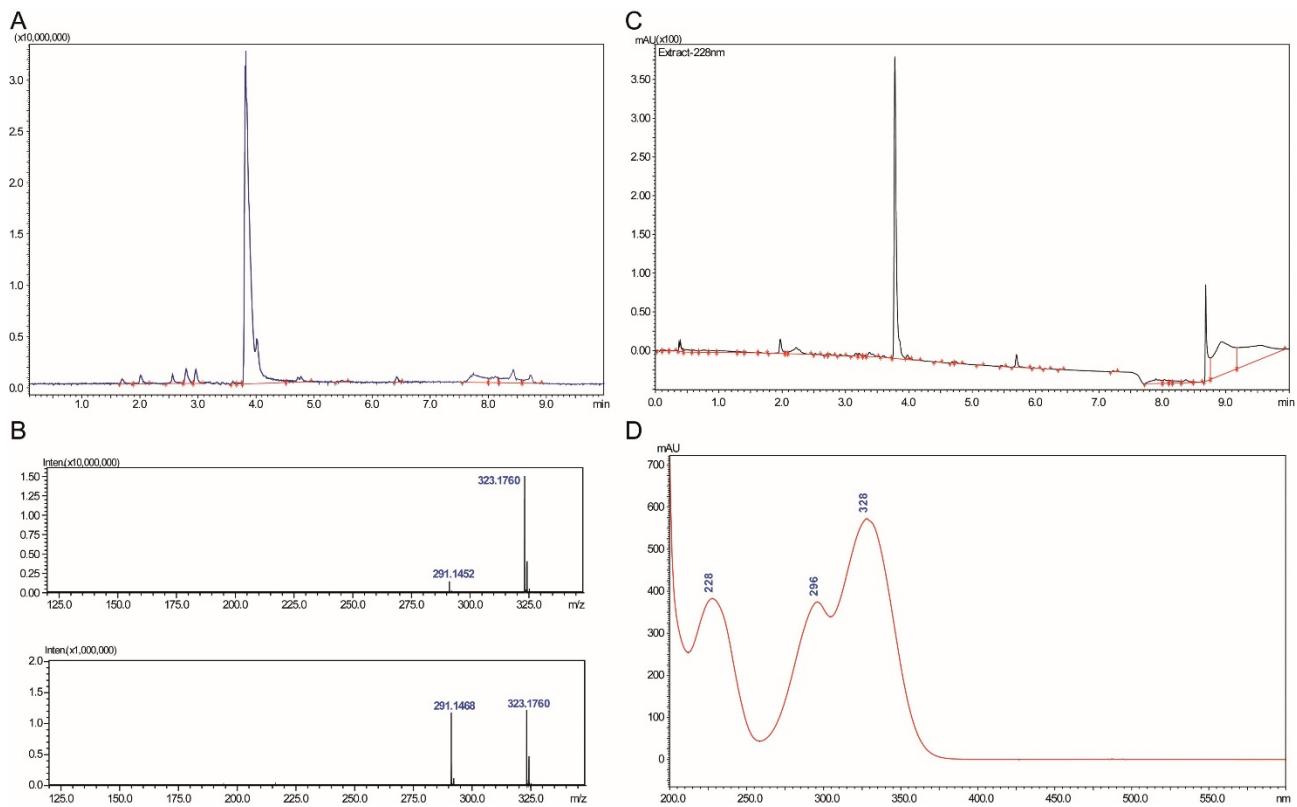 A
(x10,000,000)
3.0
2.5
2.0
1.5
1.0
0.5
0.0
1.0 2.0 3.0 4.0 5.0 6.0 7.0 8.0 9.0 min
B
Inten.(x10,000,000)
1.50
1.25
1.00
0.75
0.50
0.25
0.00
323.1760
291.1452
125.0 150.0 175.0 200.0 225.0 250.0 275.0 300.0 325.0 m/z
Inten.(x1,000,000)
2.0
1.5
1.0
0.5
0.0
291.1468 323.1760
125.0 150.0 175.0 200.0 225.0 250.0 275.0 300.0 325.0 m/z
C
mAU(x100)
Extract-228nm
3.50
3.00
2.50
2.00
1.50
1.00
0.50
0.00
0.0 1.0 2.0 3.0 4.0 5.0 6.0 7.0 8.0 9.0 min
D
mAU
700
600
500
400
300
200
100
0
228
296
328
200.0 250.0 300.0 350.0 400.0 450.0 500.0 550.0 nm